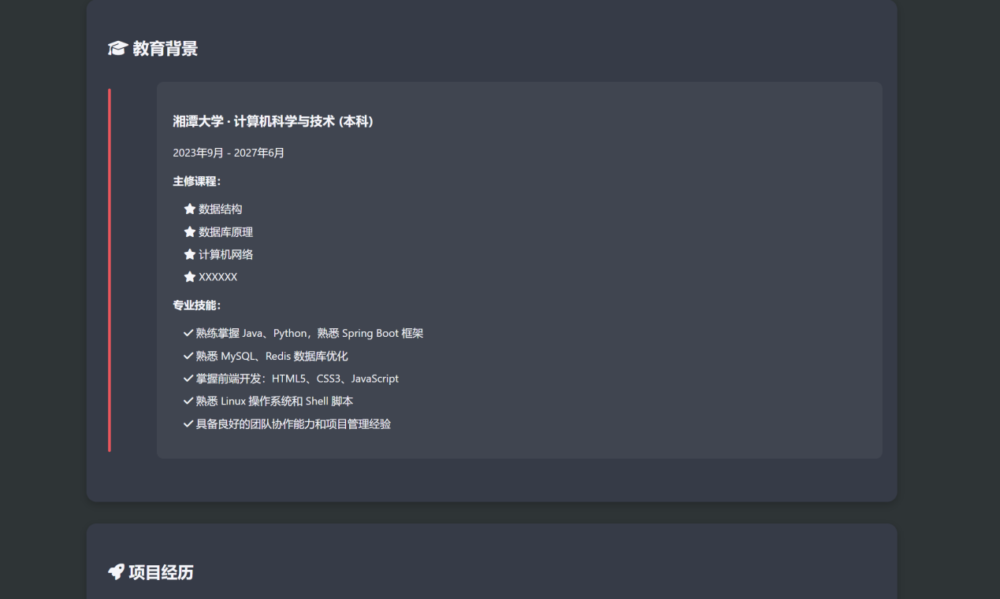 教育背景
湘潭大学 · 计算机科学与技术 (本科)
2023年9月 - 2027年6月
主修课程：
数据结构
数据库原理
计算机网络
XXXXXX
专业技能：
熟练掌握 Java、Python，熟悉 Spring Boot 框架
熟悉 MySQL、Redis 数据库优化
掌握前端开发：HTML5、CSS3、JavaScript
熟悉 Linux 操作系统和 Shell 脚本
具备良好的团队协作能力和项目管理经验
项目经历